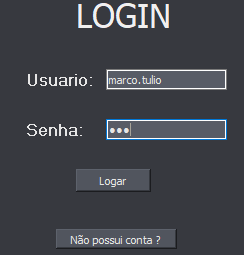 LOGIN
Usuario: marco.tulio
Senha: •••
Logar
Não possui conta ?